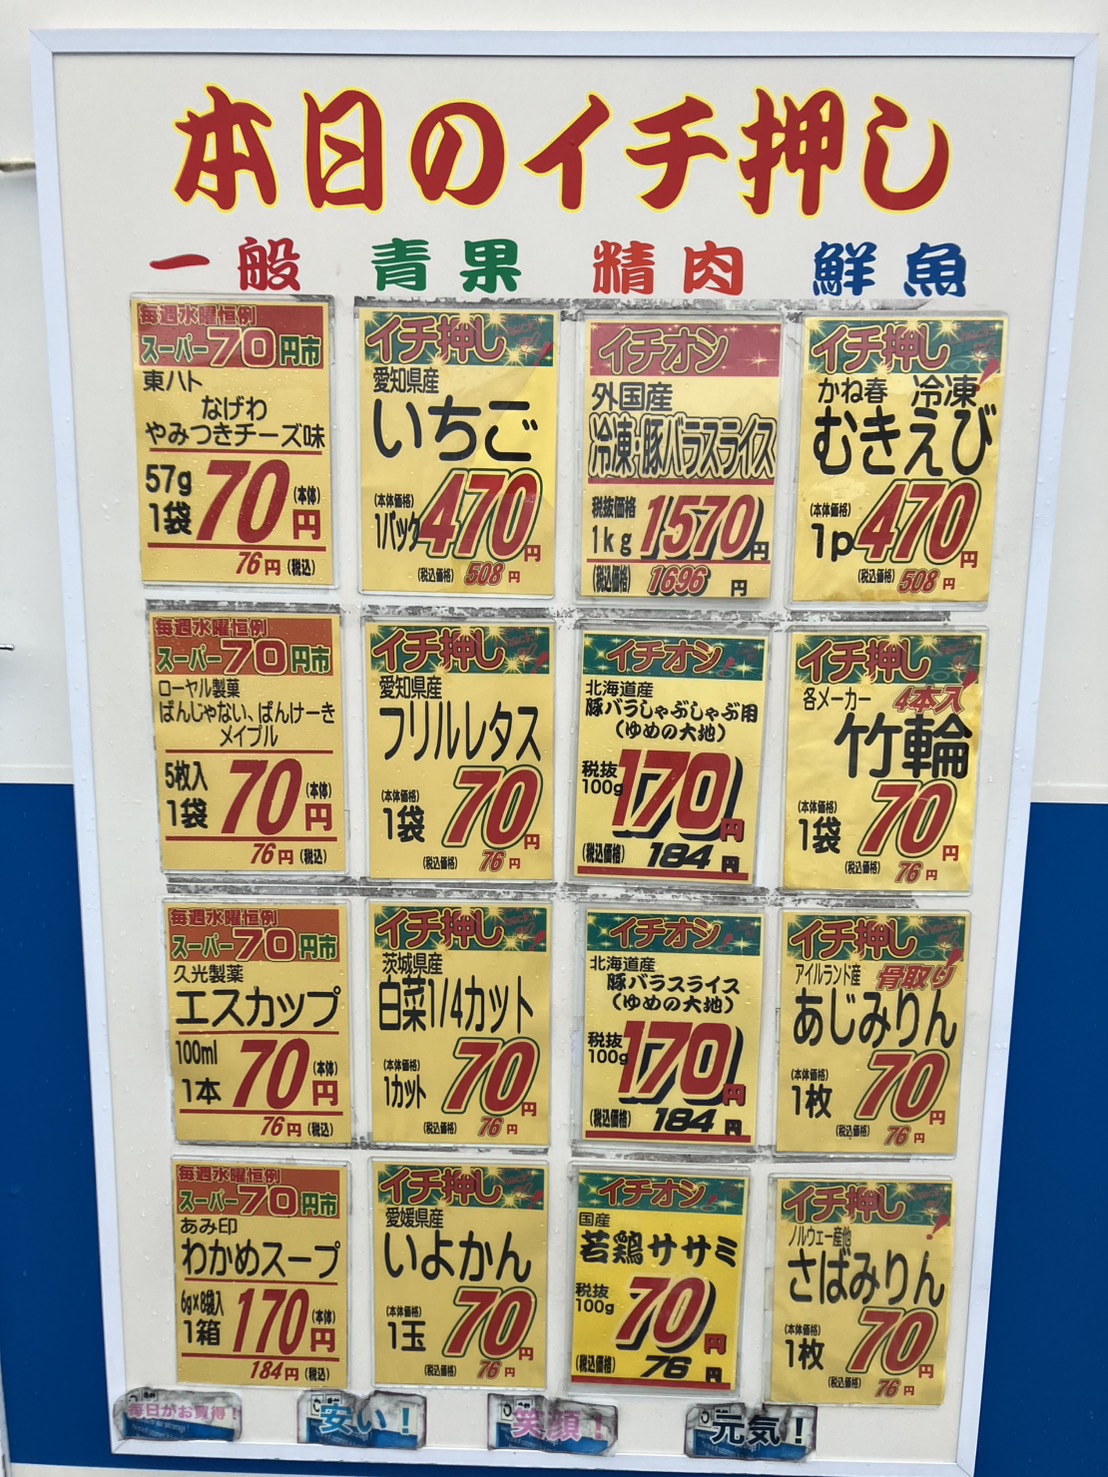 本日のイチ押し
一般
青果
精肉
鮮魚
毎週水曜恒例
スーパー70円市
東ハト
なげわ
やみつきチーズ味
57g
1袋 70円 (本体)
76円 (税込)
イチ押し!
愛知県産
いちご
(本体価格)
1パック 470円
(税込価格) 508円
イチオシ
外国産
冷凍・豚バラスライス
税抜価格
1kg 1570円
(税込価格) 1696円
イチ押し!
かね春 冷凍
むきえび
(本体価格)
1p 470円
(税込価格) 508円
毎週水曜恒例
スーパー70円市
ローヤル製菓
ぱんじゃない、ぱんけーき
メイプル
5枚入
1袋 70円 (本体)
76円 (税込)
イチ押し!
愛知県産
フリルレタス
(本体価格)
1袋 70円
(税込価格) 76円
イチオシ!
北海道産
豚バラしゃぶしゃぶ用
(ゆめの大地)
税抜
100g 170円
(税込価格) 184円
イチ押し!
各メーカー 4本入
竹輪
(本体価格)
1袋 70円
(税込価格) 76円
毎週水曜恒例
スーパー70円市
久光製薬
エスカップ
100ml
1本 70円 (本体)
76円 (税込)
イチ押し!
茨城県産
白菜1/4カット
(本体価格)
1カット 70円
(税込価格) 76円
イチオシ!
北海道産
豚バラスライス
(ゆめの大地)
税抜
100g 170円
(税込価格) 184円
イチ押し!
アイルランド産 骨取り
あじみりん
(本体価格)
1枚 70円
(税込価格) 76円
毎週水曜恒例
スーパー70円市
あみ印
わかめスープ
6g×8袋入
1箱 170円 (本体)
184円 (税込)
イチ押し!
愛媛県産
いよかん
(本体価格)
1玉 70円
(税込価格) 76円
イチオシ!
国産
若鶏ササミ
税抜
100g 70円
(税込価格) 76円
イチ押し!
ノルウェー産他
さばみりん
(本体価格)
1枚 70円
(税込価格) 76円
毎日がお買得!
安い!
笑顔!
元気!